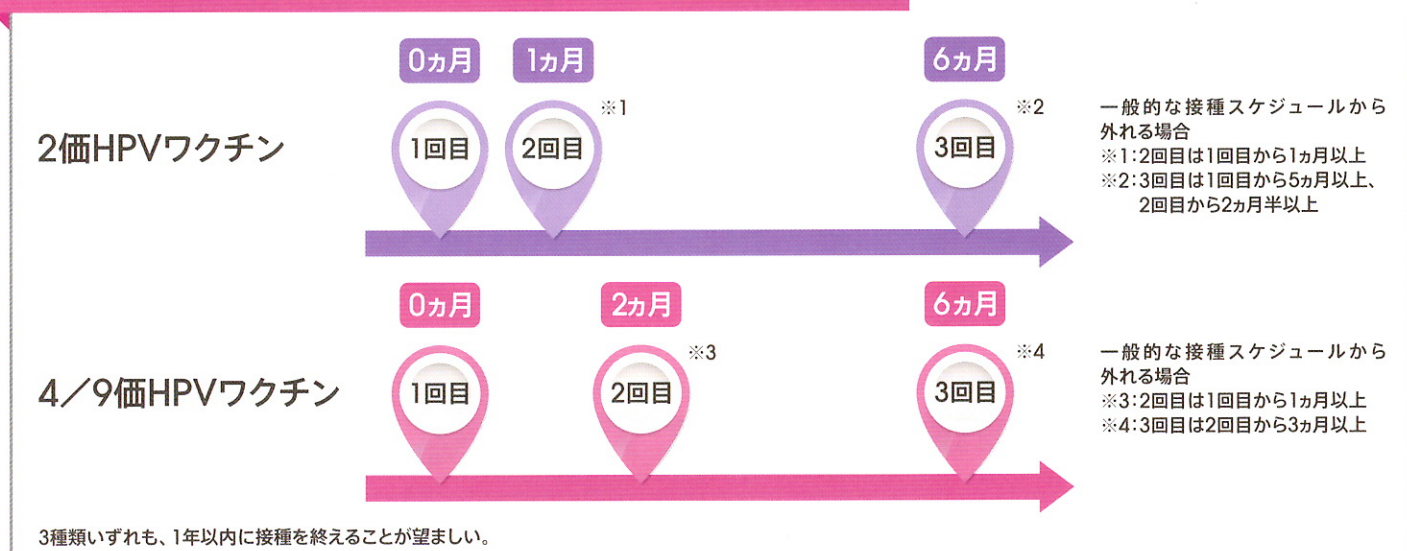 0ヵ月 1ヵ月 6ヵ月
2価HPVワクチン
1回目 2回目 ※1 3回目 ※2
一般的な接種スケジュールから
外れる場合
※1:2回目は1回目から1ヵ月以上
※2:3回目は1回目から5ヵ月以上、
2回目から2ヵ月半以上
0ヵ月 2ヵ月 6ヵ月
4/9価HPVワクチン
1回目 2回目 ※3 3回目 ※4
一般的な接種スケジュールから
外れる場合
※3:2回目は1回目から1ヵ月以上
※4:3回目は2回目から3ヵ月以上
3種類いずれも、1年以内に接種を終えることが望ましい。